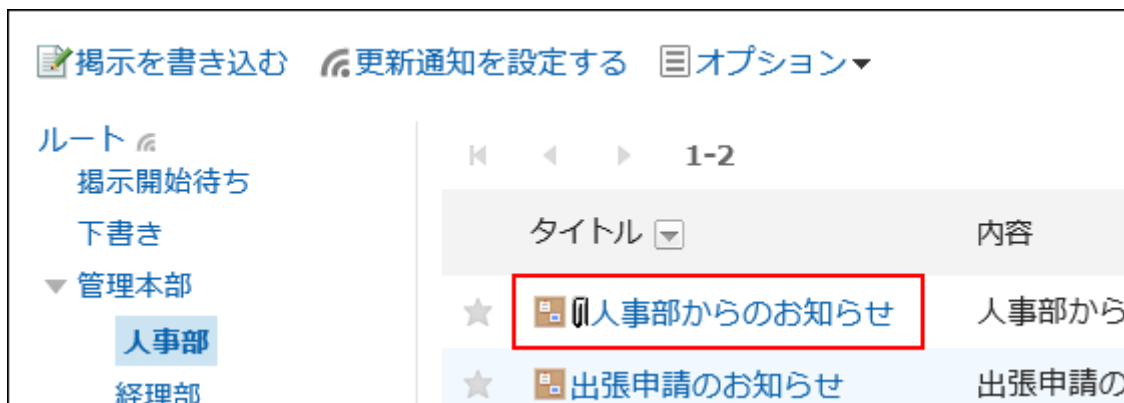 掲示を書き込む 更新通知を設定する オプション▼
ルート
掲示開始待ち
下書き
管理本部
人事部
経理部
1-2
タイトル 内容
人事部からのお知らせ 人事部から
出張申請のお知らせ 出張申請の